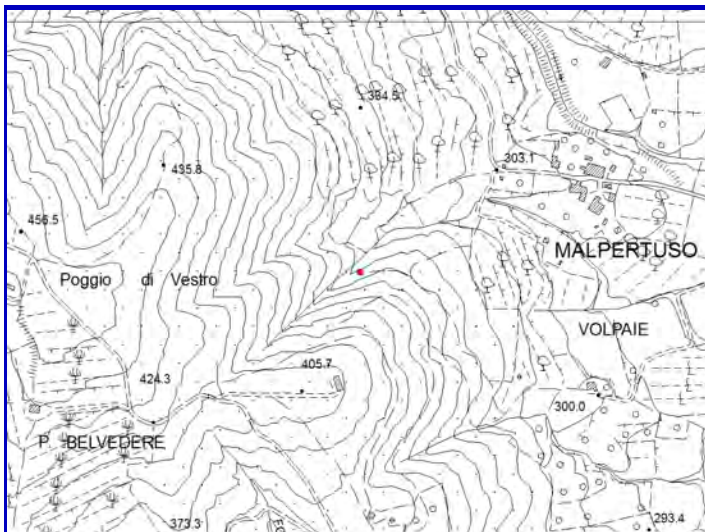 384.5
303.1
435.8
456.5
MALPERTUSO
Poggio di Vestro
VOLPAIE
405.7
424.3
300.0
P. BELVEDERE
373.3
293.4